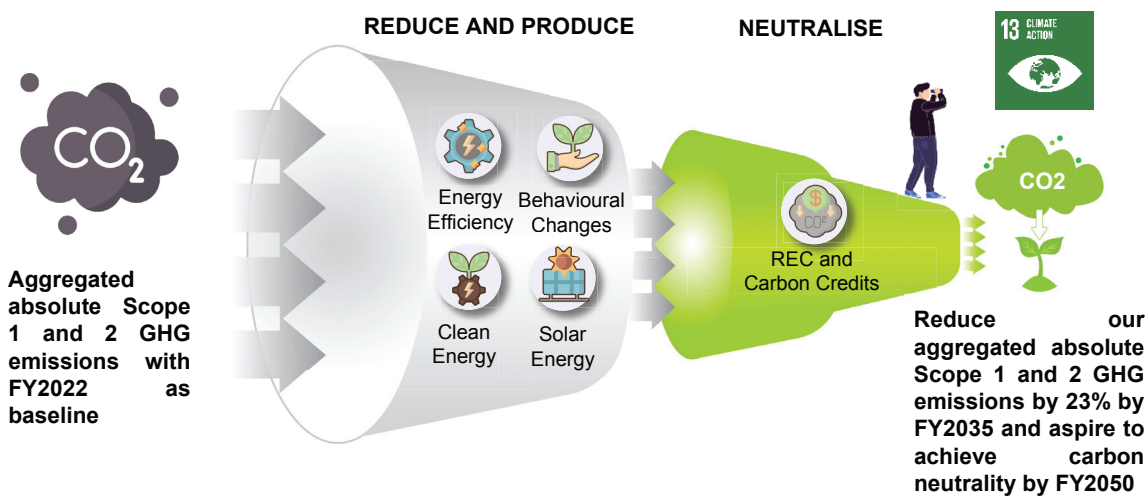 REDUCE AND PRODUCE
NEUTRALISE
13 CLIMATE
ACTION
CO2
Aggregated
absolute Scope
1 and 2 GHG
emissions with
FY2022 as
baseline
Energy
Efficiency
Behavioural
Changes
Clean
Energy
Solar
Energy
$
CO2
REC and
Carbon Credits
CO2
Reduce our
aggregated absolute
Scope 1 and 2 GHG
emissions by 23% by
FY2035 and aspire to
achieve carbon
neutrality by FY2050